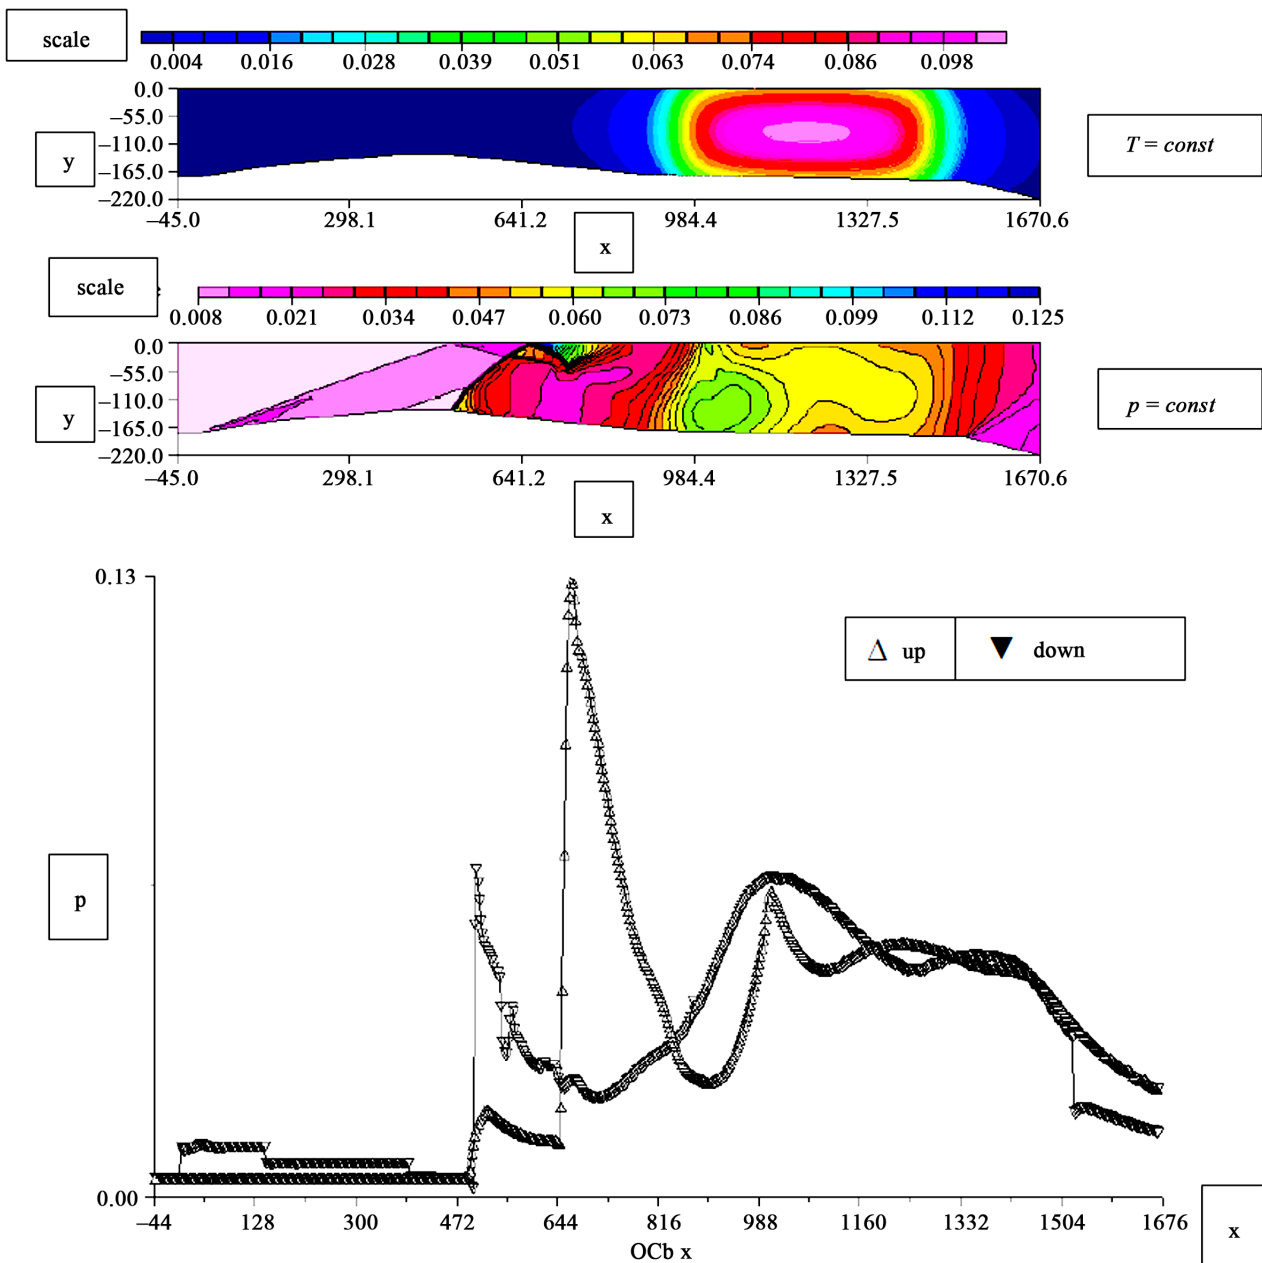 scale
0.004 0.016 0.028 0.039 0.051 0.063 0.074 0.086 0.098
0.0
−55.0
−110.0
−165.0
−220.0
y
T = const
−45.0 298.1 641.2 984.4 1327.5 1670.6
x
scale
0.008 0.021 0.034 0.047 0.060 0.073 0.086 0.099 0.112 0.125
0.0
−55.0
−110.0
−165.0
−220.0
y
p = const
−45.0 298.1 641.2 984.4 1327.5 1670.6
x
0.13
up down
p
0.00
−44 128 300 472 644 816 988 1160 1332 1504 1676
OCb x
x